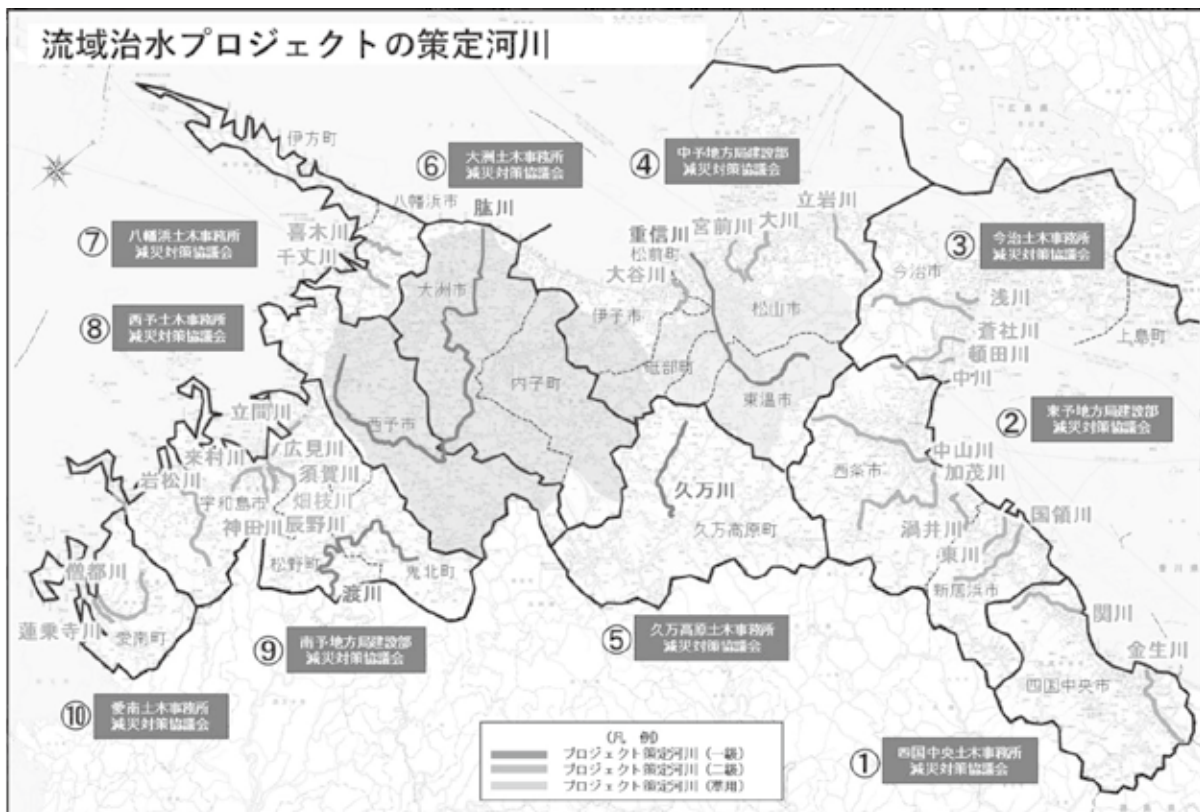 流域治水プロジェクトの策定河川
伊方町
⑥
大洲土木事務所
減災対策協議会
④
中予地方局建設部
減災対策協議会
八幡浜市
肱川
立岩川
大川
宮前川
⑦
八幡浜土木事務所
減災対策協議会
喜木川
千丈川
重信川
松前町
大谷川
③
今治土木事務所
減災対策協議会
今治市
大洲市
浅川
⑧
西予土木事務所
減災対策協議会
伊予市
松山市
蒼社川
上島町
頓田川
砥部町
中川
内子町
東温市
立間川
西予市
②
東予地方局建設部
減災対策協議会
来村川
広見川
中山川
岩松川
須賀川
西条市
加茂川
宇和島市
畑枝川
久万川
神田川
辰野川
久万高原町
渦井川
国領川
東川
松野町
鬼北町
僧都川
渡川
新居浜市
関川
蓮乗寺川
愛南町
⑨
南予地方局建設部
減災対策協議会
⑤
久万高原土木事務所
減災対策協議会
金生川
四国中央市
⑩
愛南土木事務所
減災対策協議会
(凡 例)
プロジェクト策定河川(一級)
プロジェクト策定河川(二級)
プロジェクト策定河川(準用)
①
四国中央土木事務所
減災対策協議会